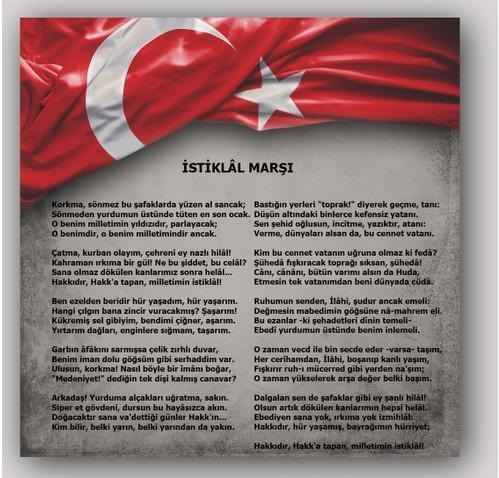 İSTİKLÂL MARŞI
Korkma, sönmez bu şafaklarda yüzen al sancak;
Sönmeden yurdumun üstünde tüten en son ocak.
O benim milletimin yıldızıdır, parlayacak;
O benimdir, o benim milletimindir ancak.
Çatma, kurban olayım, çehreni ey nazlı hilâl!
Kahraman ırkıma bir gül! Ne bu şiddet, bu celâl?
Sana olmaz dökülen kanlarımız sonra helâl...
Hakkıdır, Hakk'a tapan, milletimin istiklâl!
Ben ezelden beridir hür yaşadım, hür yaşarım.
Hangi çılgın bana zincir vuracakmış? Şaşarım!
Kükremiş sel gibiyim, bendimi çiğner, aşarım.
Yırtarım dağları, enginlere sığmam, taşarım.
Garbın âfâkını sarmışsa çelik zırhlı duvar,
Benim iman dolu göğsüm gibi serhaddim var.
Ulusun, korkma! Nasıl böyle bir imânı boğar,
"Medeniyet!" dediğin tek dişi kalmış canavar?
Arkadaş! Yurduma alçakları uğratma, sakın.
Siper et gövdeni, dursun bu hayâsızca akın.
Doğacaktır sana va'dettiği günler Hakk'ın...
Kim bilir, belki yarın, belki yarından da yakın.
Bastığın yerleri "toprak!" diyerek geçme, tanı:
Düşün altındaki binlerce kefensiz yatanı.
Sen şehid oğlusun, incitme, yazıktır, atanı:
Verme, dünyaları alsan da, bu cennet vatanı.
Kim bu cennet vatanın uğruna olmaz ki fedâ?
Şühedâ fışkıracak toprağı sıksan, şühedâ!
Cânı, cânânı, bütün varımı alsın da Huda,
Etmesin tek vatanımdan beni dünyada cüdâ.
Ruhumun senden, İlâhi, şudur ancak emeli:
Değmesin mabedimin göğsüne nâ-mahrem eli.
Bu ezanlar -ki şehadetleri dînin temeli-
Ebedî yurdumun üstünde benim inlemeli.
O zaman vecd ile bin secde eder -varsa- taşım,
Her cerihamdan, İlâhi, boşanıp kanlı yaşım,
Fışkırır ruh-ı mücerred gibi yerden na'şım;
O zaman yükselerek arşa değer belki başım.
Dalgalan sen de şafaklar gibi ey şanlı hilâl!
Olsun artık dökülen kanlarımın hepsi helâl.
Ebediyen sana yok, ırkıma yok izmihlâl:
Hakkıdır, hür yaşamış, bayrağımın hürriyet;
Hakkıdır, Hakk'a tapan, milletimin istiklâl!